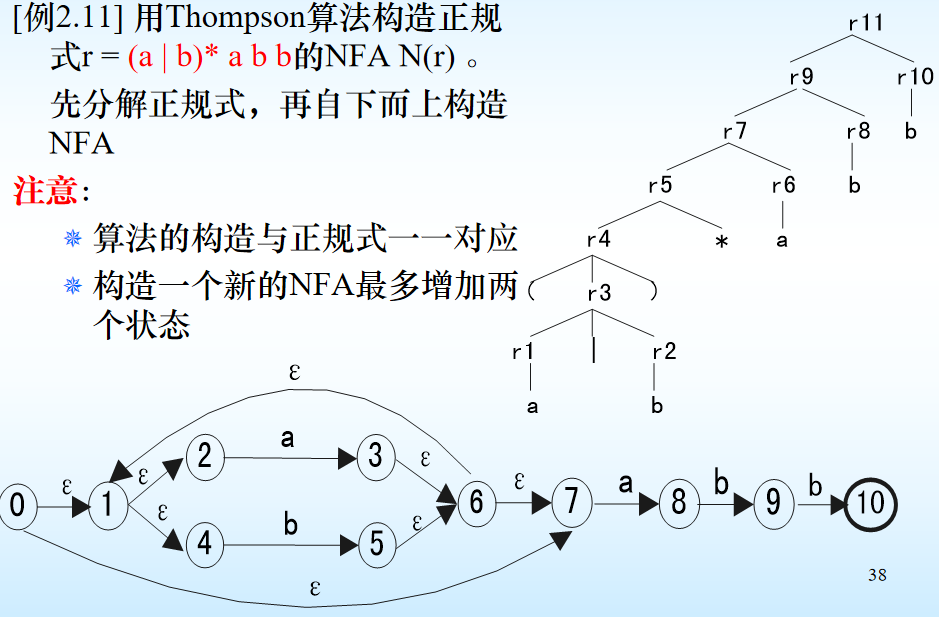 [例2.11] 用Thompson算法构造正规
式r = (a | b)* a b b的NFA N(r) 。
先分解正规式，再自下而上构造
NFA
注意：
算法的构造与正规式一一对应
构造一个新的NFA最多增加两
个状态
r11
r9 r10
r7 r8 b
r5 r6 b
r4 * a
( r3 )
r1 | r2
a b
ε
2 a 3
ε ε
0 ε 1 6 ε 7 a 8 b 9 b 10
ε ε
4 b 5
ε
38